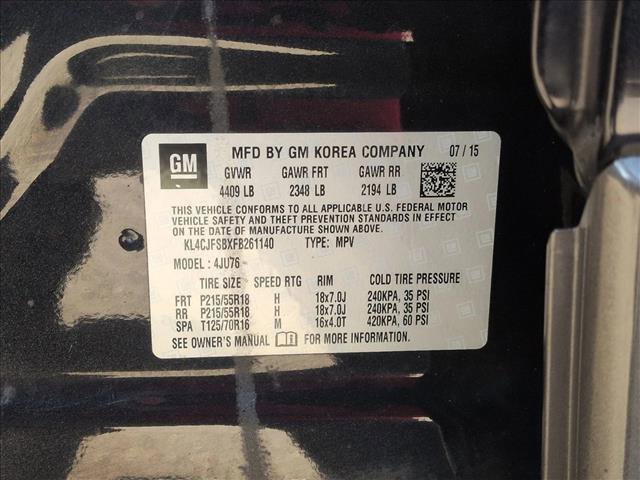 GM MFD BY GM KOREA COMPANY 07 / 15
GVWR GAWR FRT GAWR RR
4409 LB 2348 LB 2194 LB
THIS VEHICLE CONFORMS TO ALL APPLICABLE U.S. FEDERAL MOTOR
VEHICLE SAFETY AND THEFT PREVENTION STANDARDS IN EFFECT
ON THE DATE OF MANUFACTURE SHOWN ABOVE.
KL4CJFSBXFB261140 TYPE: MPV
MODEL : 4JU76
TIRE SIZE SPEED RTG RIM COLD TIRE PRESSURE
FRT P215/55R18 H 18x7.0J 240KPA, 35 PSI
RR P215/55R18 H 18x7.0J 240KPA, 35 PSI
SPA T125/70R16 M 16x4.0T 420KPA, 60 PSI
SEE OWNER'S MANUAL FOR MORE INFORMATION.